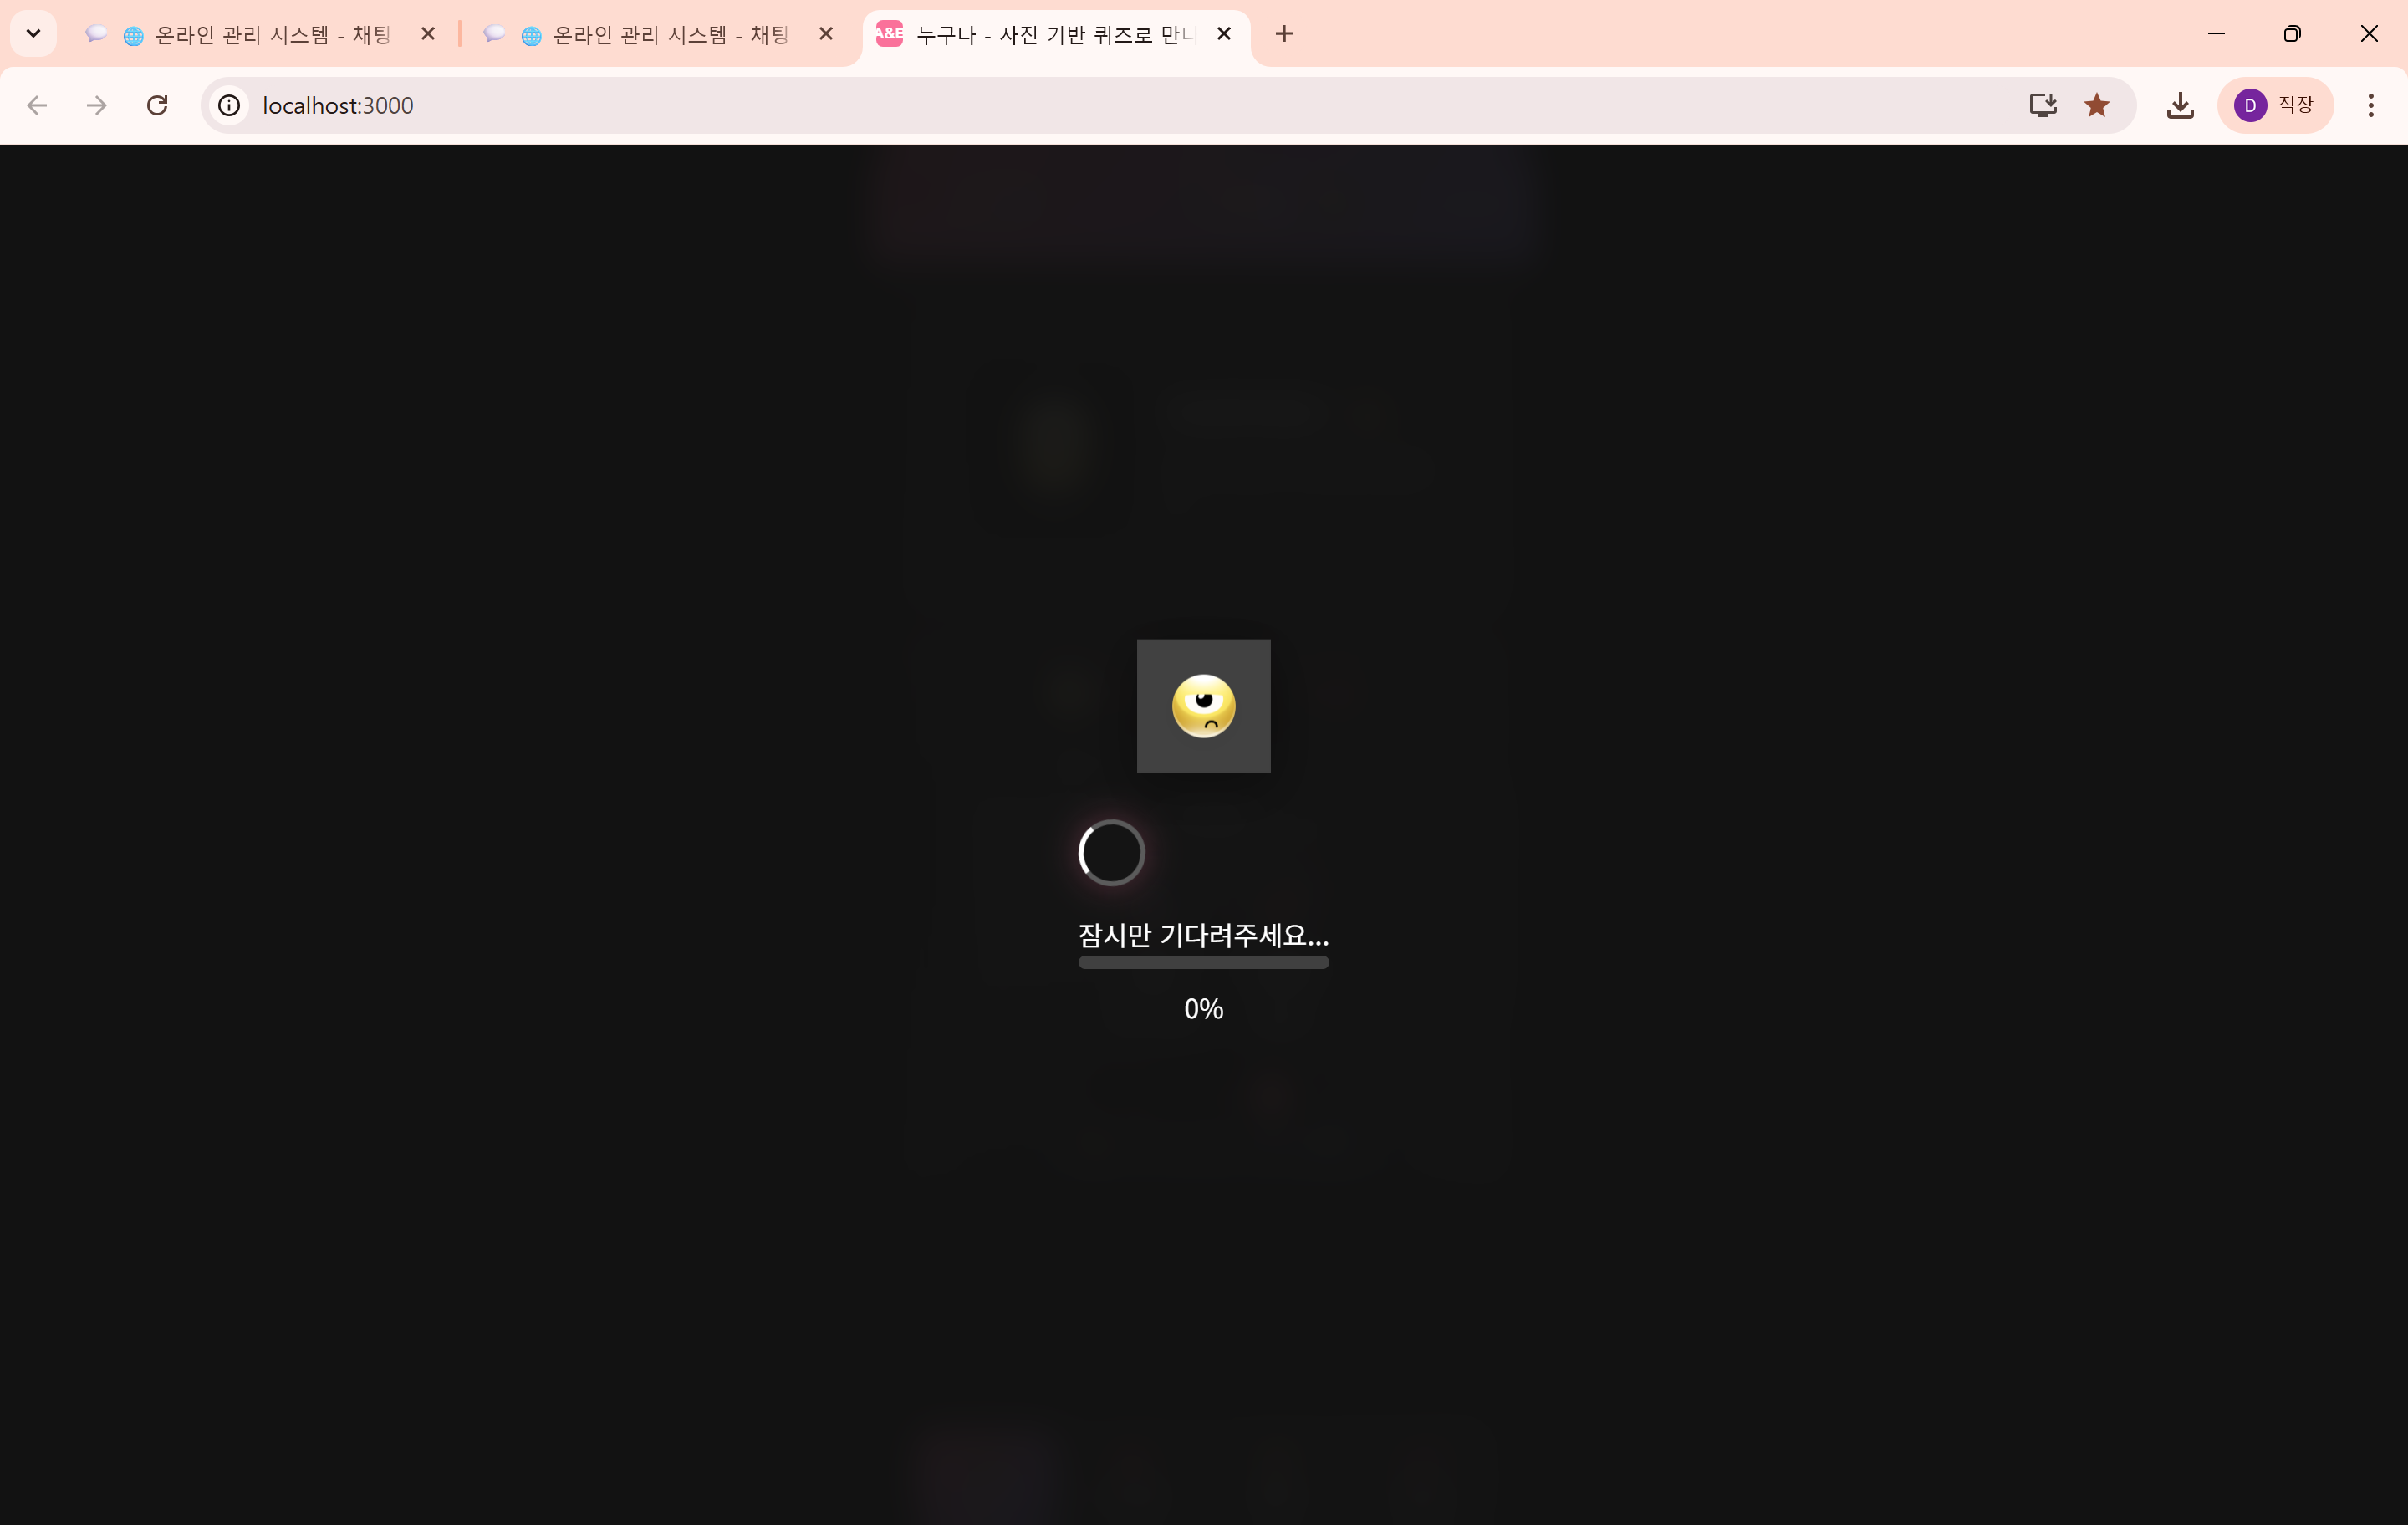 온라인 관리 시스템 - 채팅
온라인 관리 시스템 - 채팅
A&E 누구나 - 사진 기반 퀴즈로 만나
localhost:3000
D 직장
잠시만 기다려주세요...
0%